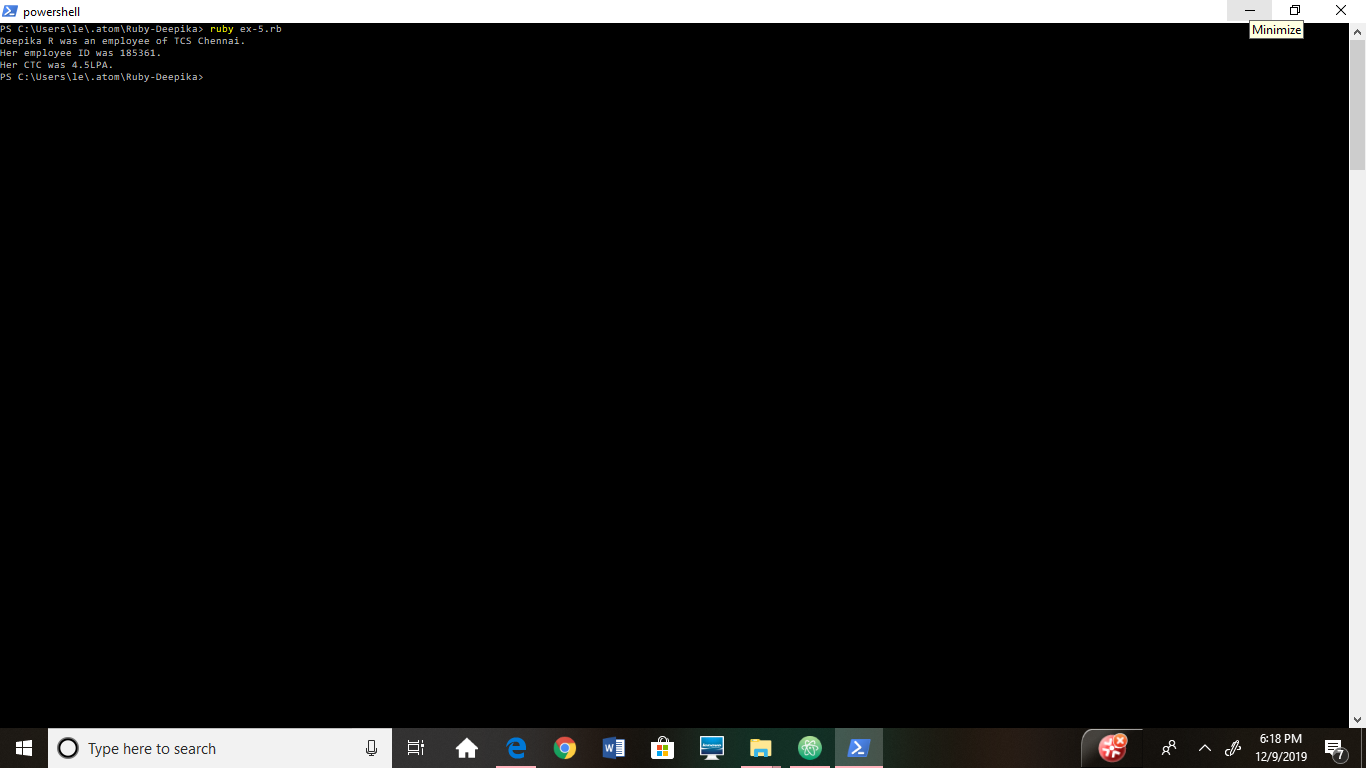 powershell
Minimize
PS C:\Users\le\.atom\Ruby-Deepika> ruby ex-5.rb
Deepika R was an employee of TCS Chennai.
Her employee ID was 185361.
Her CTC was 4.5LPA.
PS C:\Users\le\.atom\Ruby-Deepika>
Type here to search
6:18 PM
12/9/2019
7